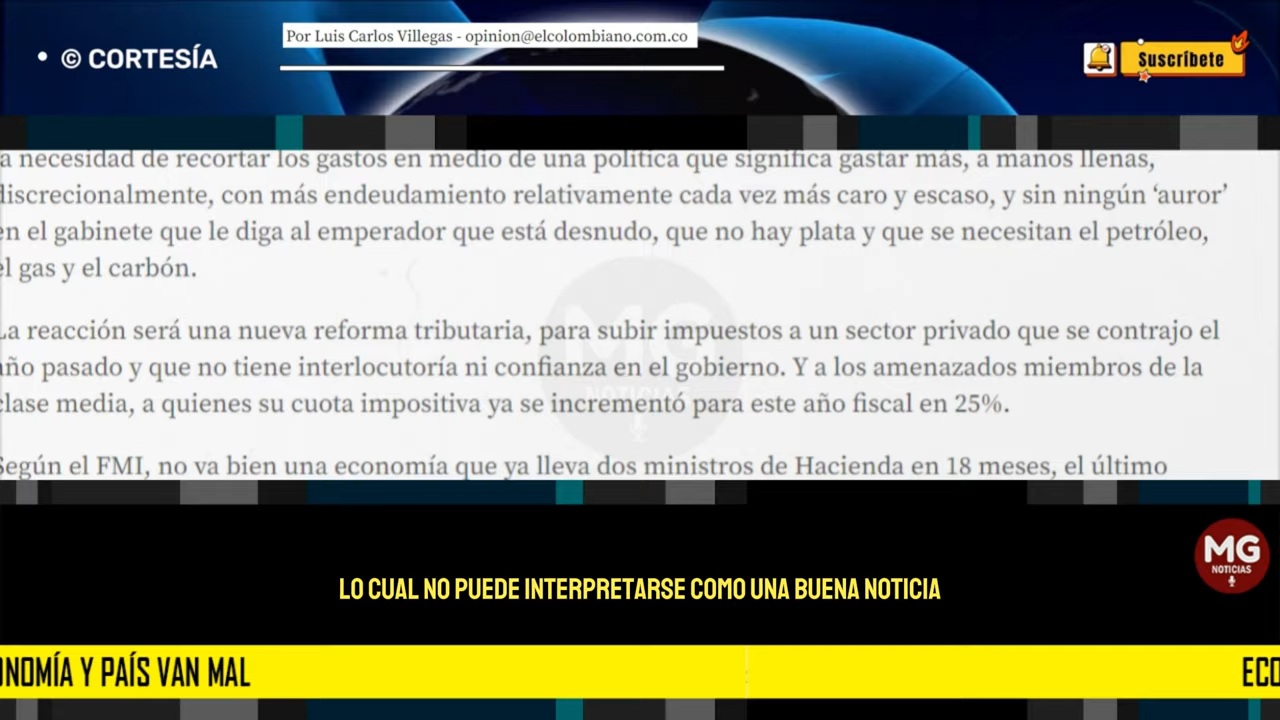 • © CORTESÍA
Por Luis Carlos Villegas - opinion@elcolombiano.com.co
Suscríbete
a necesidad de recortar los gastos en medio de una política que significa gastar más, a manos llenas,
discrecionalmente, con más endeudamiento relativamente cada vez más caro y escaso, y sin ningún ‘auror’
en el gabinete que le diga al emperador que está desnudo, que no hay plata y que se necesitan el petróleo,
el gas y el carbón.
La reacción será una nueva reforma tributaria, para subir impuestos a un sector privado que se contrajo el
año pasado y que no tiene interlocutoría ni confianza en el gobierno. Y a los amenazados miembros de la
clase media, a quienes su cuota impositiva ya se incrementó para este año fiscal en 25%.
Según el FMI, no va bien una economía que ya lleva dos ministros de Hacienda en 18 meses, el último
MG
NOTICIAS
MG
NOTICIAS
LO CUAL NO PUEDE INTERPRETARSE COMO UNA BUENA NOTICIA
ONOMÍA Y PAÍS VAN MAL
ECO